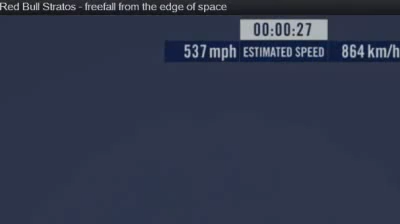 Red Bull Stratos - freefall from the edge of space
00:00:27
537 mph ESTIMATED SPEED 864 km/h